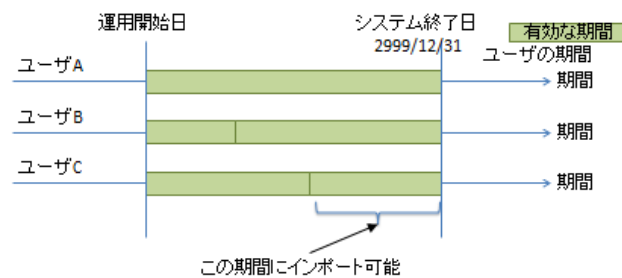 運用開始日
システム終了日
2999/12/31
有効な期間
ユーザの期間
ユーザA
期間
ユーザB
期間
ユーザC
期間
この期間にインポート可能